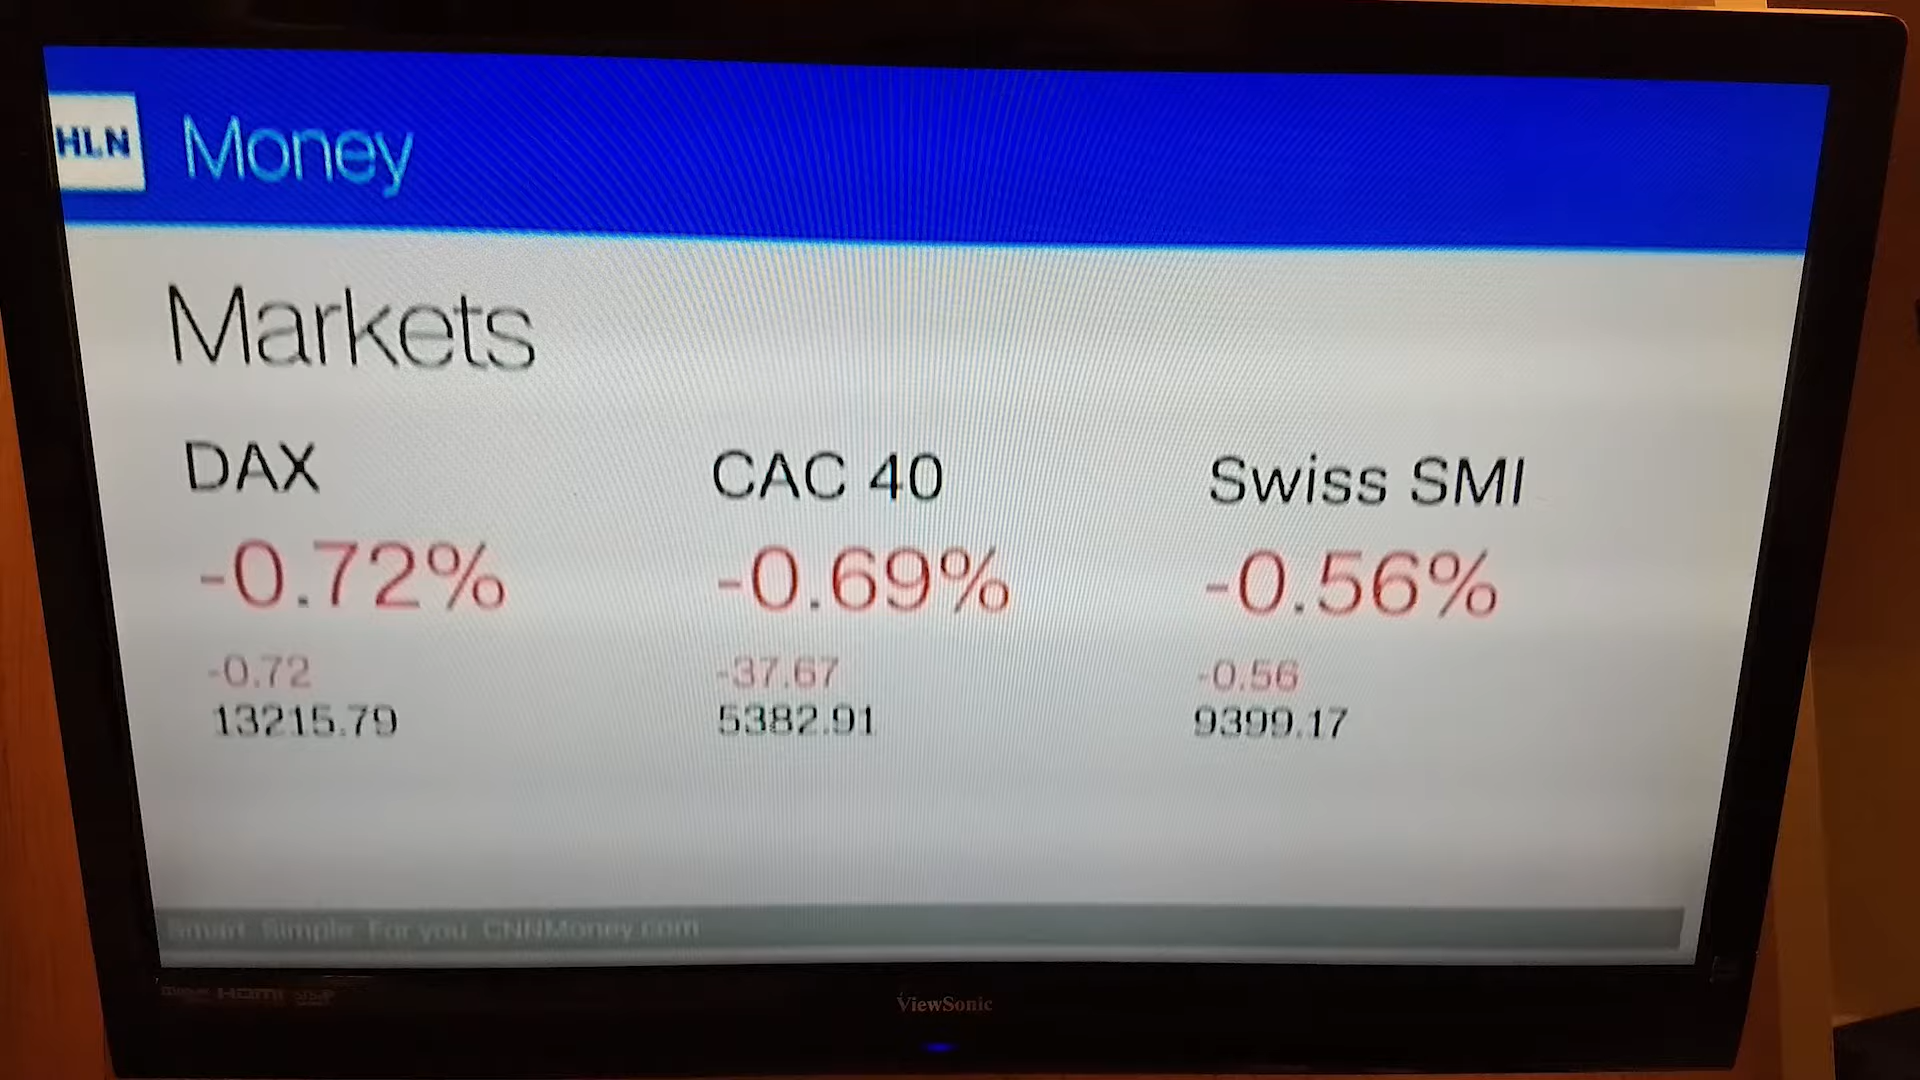 HLN Money
Markets
DAX CAC 40 Swiss SMI
-0.72% -0.69% -0.56%
-0.72 -37.67 -0.56
13215.79 5382.91 9399.17
Smart. Simple. For you. CNNMoney.com
HDMI
ViewSonic